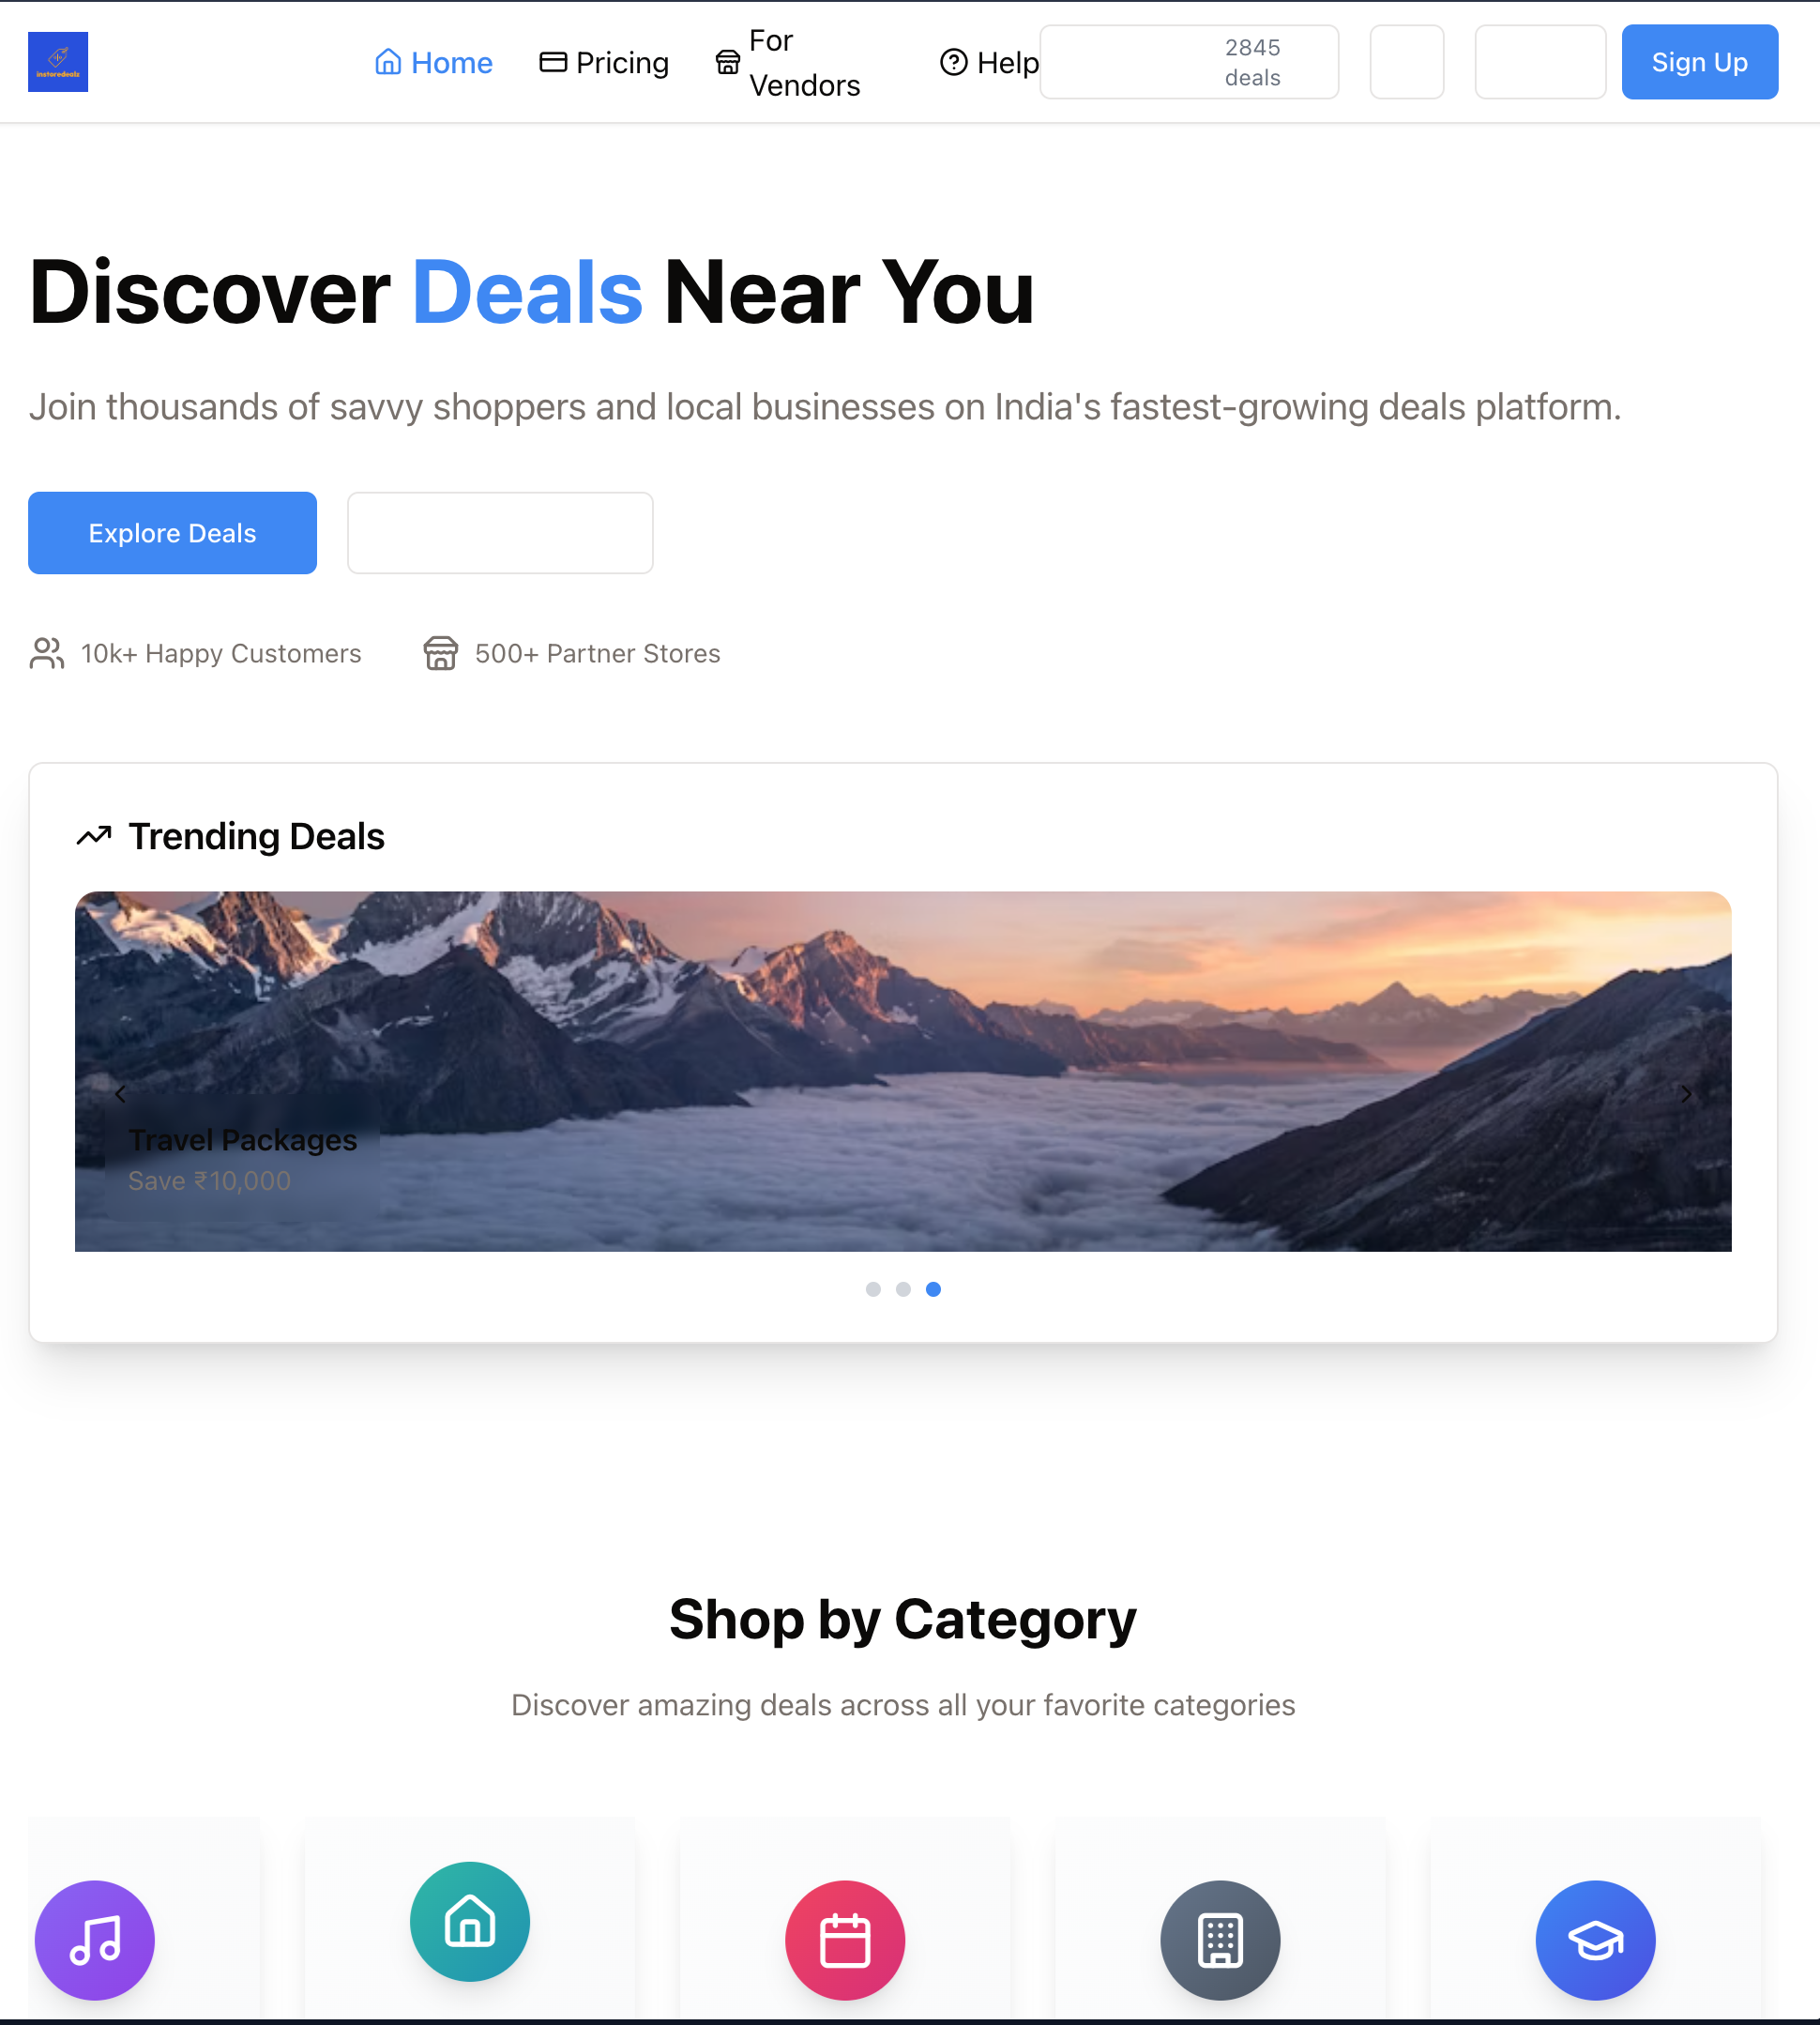 instoredealz
Home
Pricing
For
Vendors
Help
2845
deals
Sign Up
Discover Deals Near You
Join thousands of savvy shoppers and local businesses on India's fastest-growing deals platform.
Explore Deals
10k+ Happy Customers
500+ Partner Stores
Trending Deals
Travel Packages
Save ₹10,000
Shop by Category
Discover amazing deals across all your favorite categories